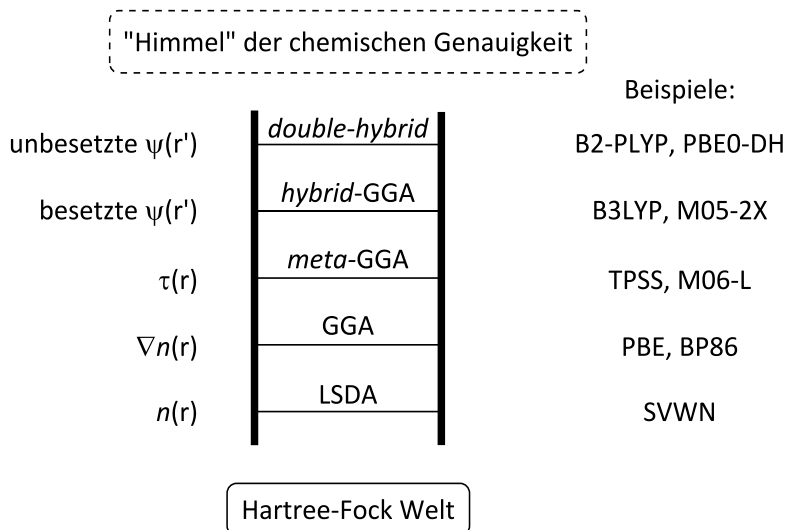 "Himmel" der chemischen Genauigkeit
Beispiele:
unbesetzte ψ(r') double-hybrid B2-PLYP, PBE0-DH
besetzte ψ(r') hybrid-GGA B3LYP, M05-2X
τ(r) meta-GGA TPSS, M06-L
∇n(r) GGA PBE, BP86
n(r) LSDA SVWN
Hartree-Fock Welt